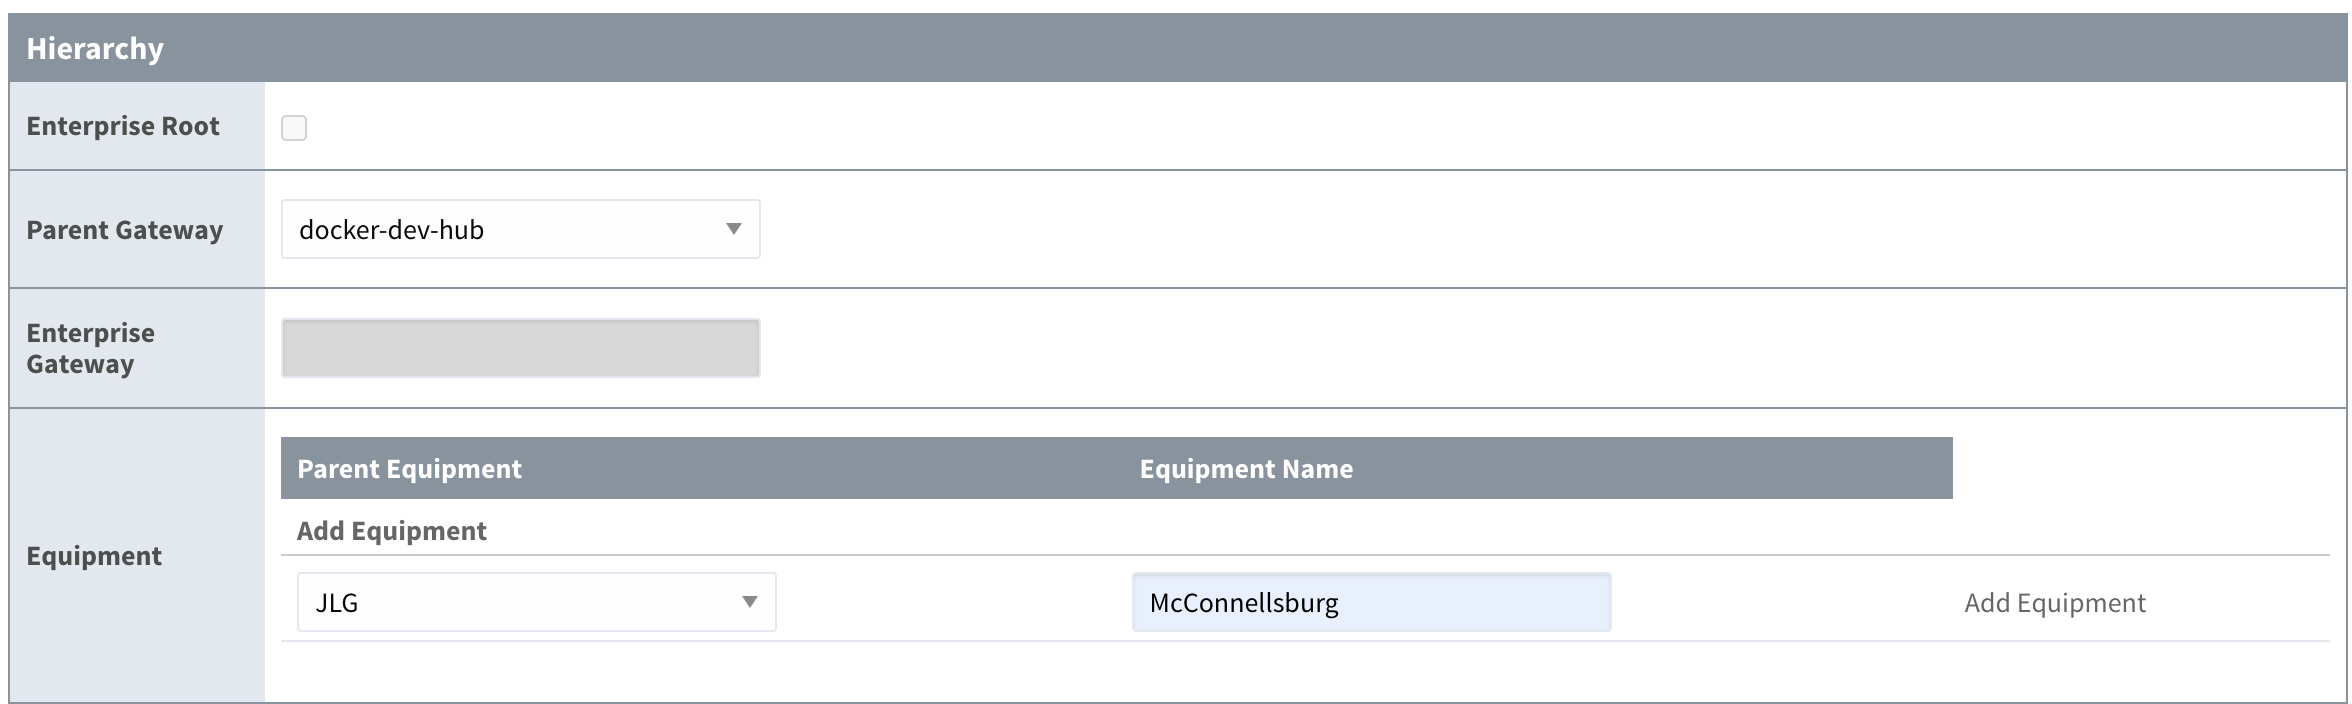 Hierarchy
Enterprise Root
Parent Gateway
docker-dev-hub
Enterprise
Gateway
Equipment
Parent Equipment Equipment Name
Add Equipment
JLG McConnellsburg Add Equipment